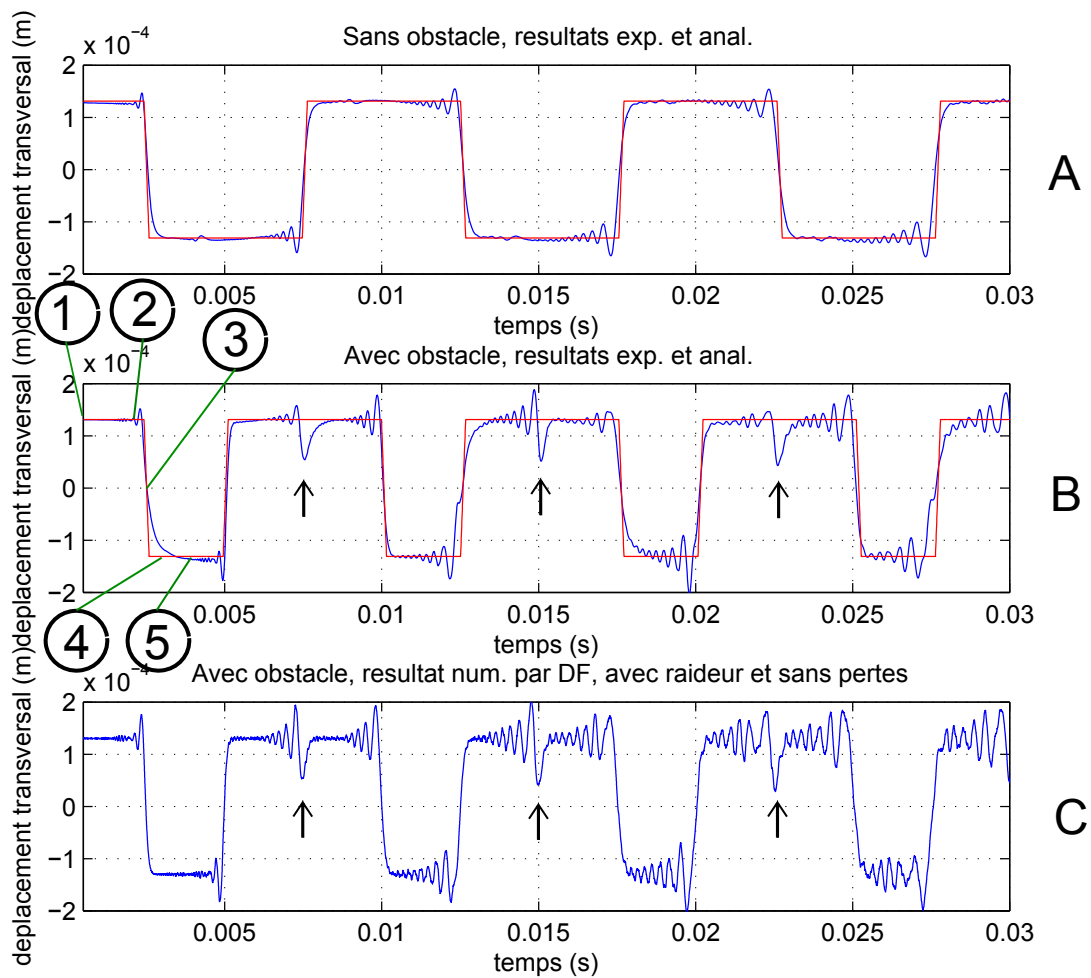 Sans obstacle, resultats exp. et anal.
x 10⁻⁴
deplacement transversal (m)
2
1
0
−1
−2
0.005 0.01 0.015 0.02 0.025 0.03
temps (s)
A
1 2 3
Avec obstacle, resultats exp. et anal.
x 10⁻⁴
deplacement transversal (m)
2
1
0
−1
−2
0.005 0.01 0.015 0.02 0.025 0.03
temps (s)
B
4 5
Avec obstacle, resultat num. par DF, avec raideur et sans pertes
x 10⁻⁴
deplacement transversal (m)
2
1
0
−1
−2
0.005 0.01 0.015 0.02 0.025 0.03
temps (s)
C